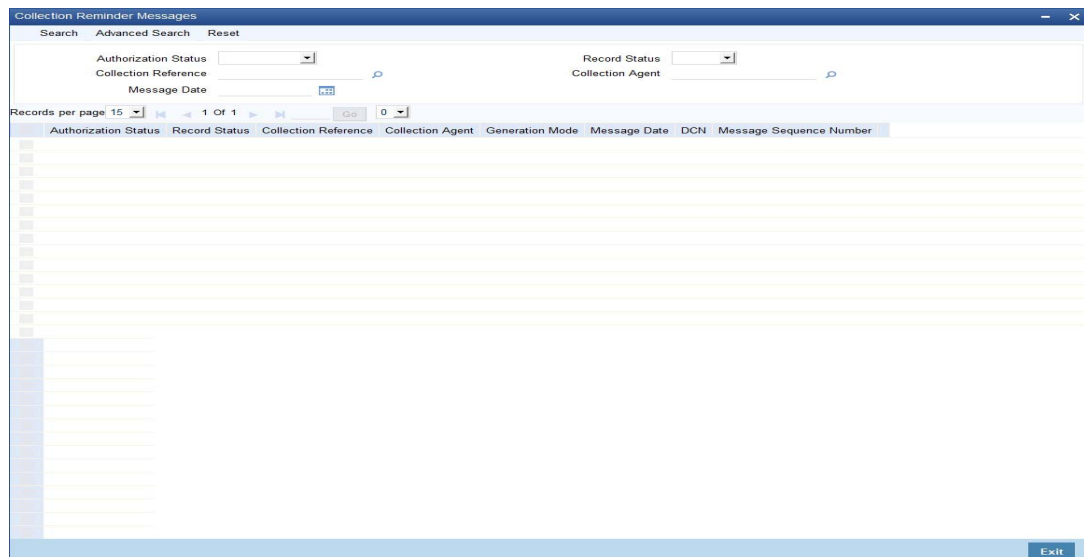 Collection Reminder Messages
Search Advanced Search Reset
Authorization Status Record Status
Collection Reference Collection Agent
Message Date
Records per page 15 1 Of 1 Go 0
Authorization Status Record Status Collection Reference Collection Agent Generation Mode Message Date DCN Message Sequence Number
Exit